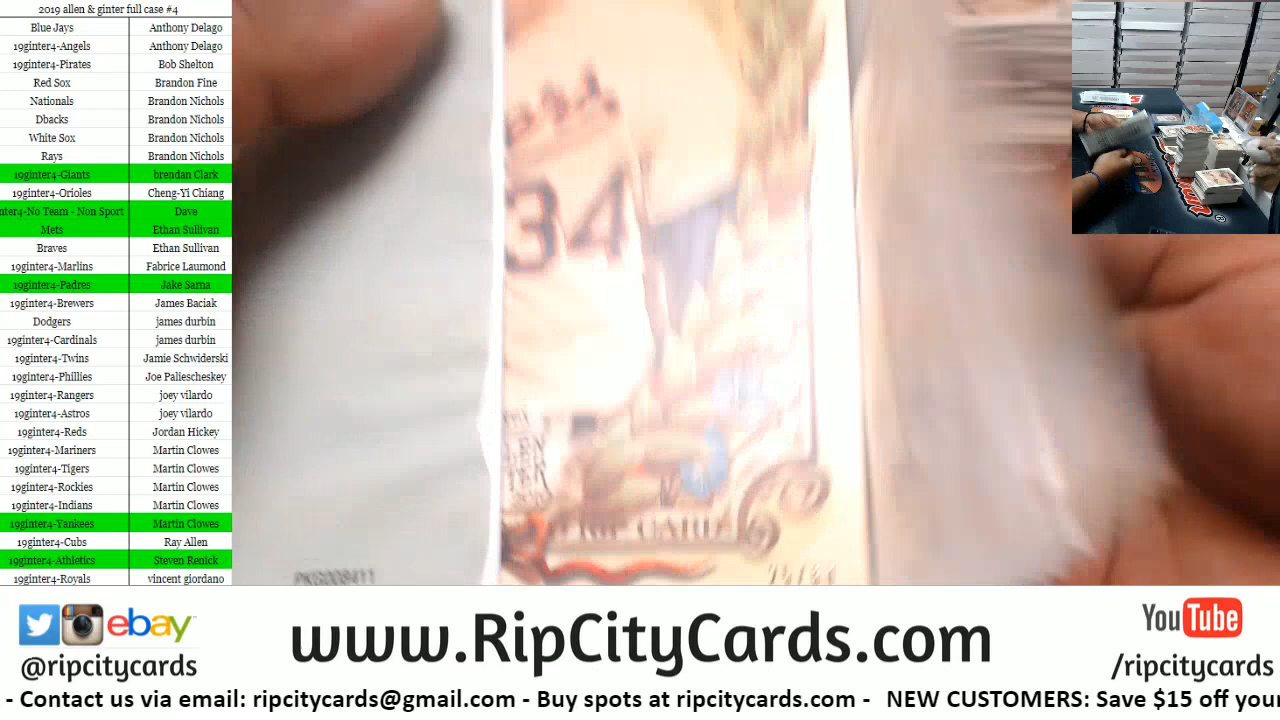 2019 allen & ginter full case #4
Blue Jays Anthony Delago
19ginter4-Angels Anthony Delago
19ginter4-Pirates Bob Shelton
Red Sox Brandon Fine
Nationals Brandon Nichols
Dbacks Brandon Nichols
White Sox Brandon Nichols
Rays Brandon Nichols
19ginter4-Giants brendan Clark
19ginter4-Orioles Cheng-Yi Chiang
nter4-No Team - Non Sport Dave
Mets Ethan Sullivan
Braves Ethan Sullivan
19ginter4-Marlins Fabrice Laumond
19ginter4-Padres Jake Sarna
19ginter4-Brewers James Baciak
Dodgers james durbin
19ginter4-Cardinals james durbin
19ginter4-Twins Jamie Schwiderski
19ginter4-Phillies Joe Paliescheskey
19ginter4-Rangers joey vilardo
19ginter4-Astros joey vilardo
19ginter4-Reds Jordan Hickey
19ginter4-Mariners Martin Clowes
19ginter4-Tigers Martin Clowes
19ginter4-Rockies Martin Clowes
19ginter4-Indians Martin Clowes
19ginter4-Yankees Martin Clowes
19ginter4-Cubs Ray Allen
19ginter4-Athletics Steven Renick
19ginter4-Royals vincent giordano
34
PKG008411
ebay
@ripcitycards
www.RipCityCards.com
YouTube
/ripcitycards
- Contact us via email: ripcitycards@gmail.com - Buy spots at ripcitycards.com - NEW CUSTOMERS: Save $15 off your